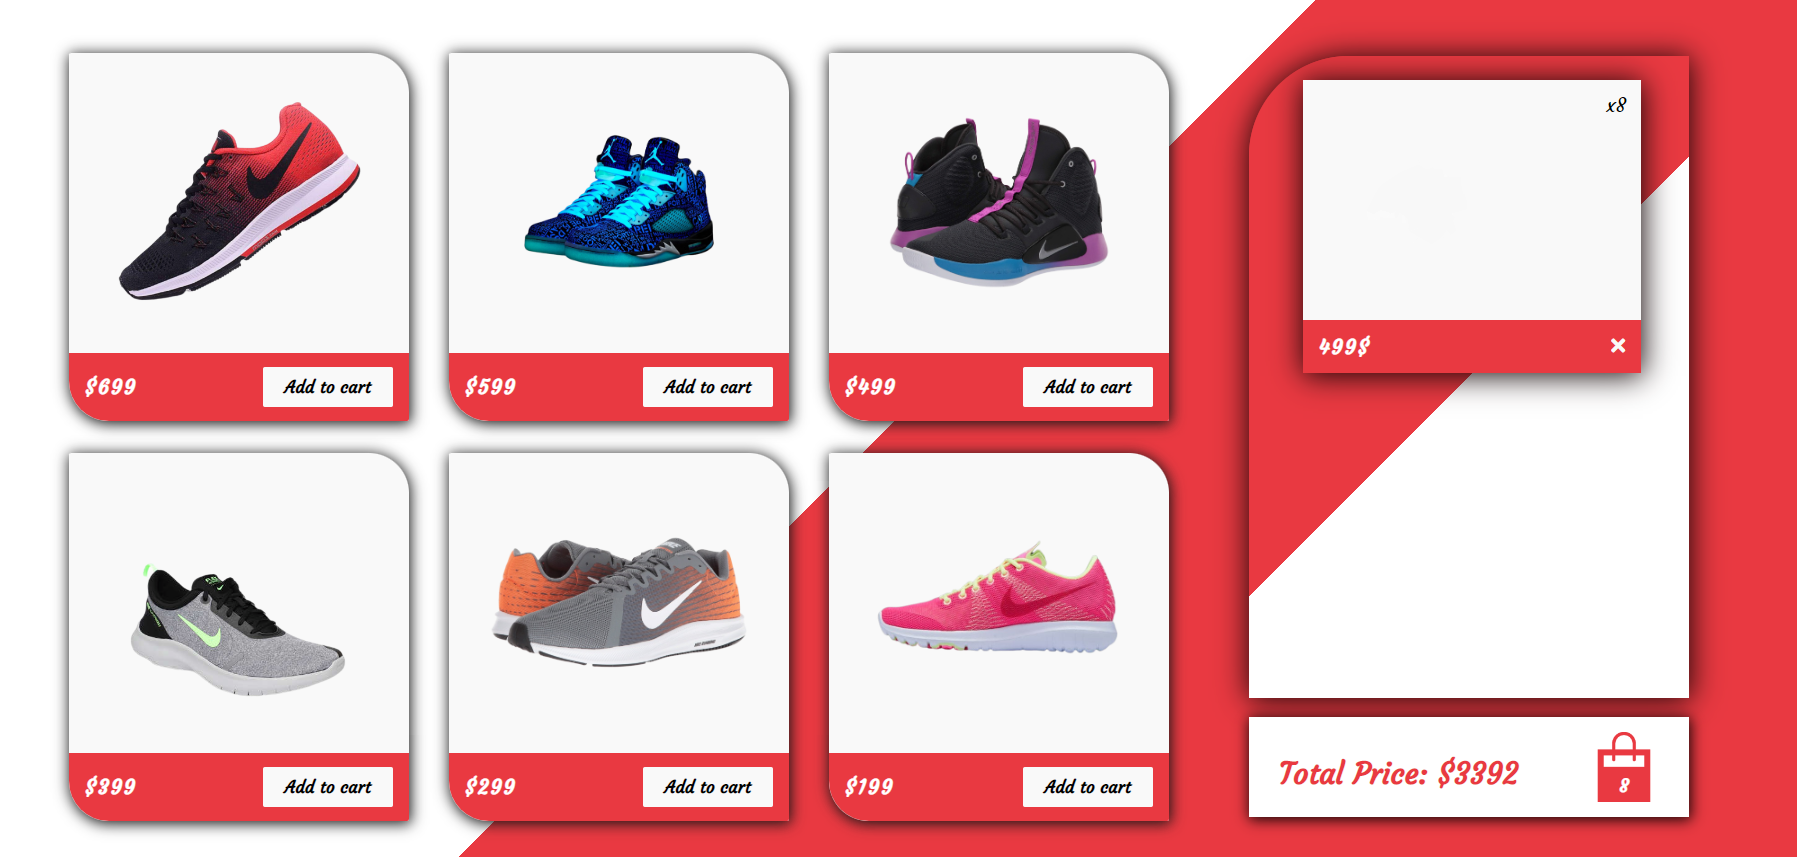 $699 Add to cart
$599 Add to cart
$499 Add to cart
$399 Add to cart
$299 Add to cart
$199 Add to cart
x8
499$ ×
Total Price: $3392
8